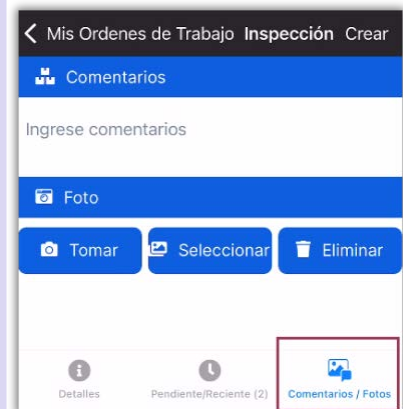 Mis Ordenes de Trabajo Inspección Crear
Comentarios
Ingrese comentarios
Foto
Tomar Seleccionar Eliminar
Detalles Pendiente/Reciente (2) Comentarios / Fotos